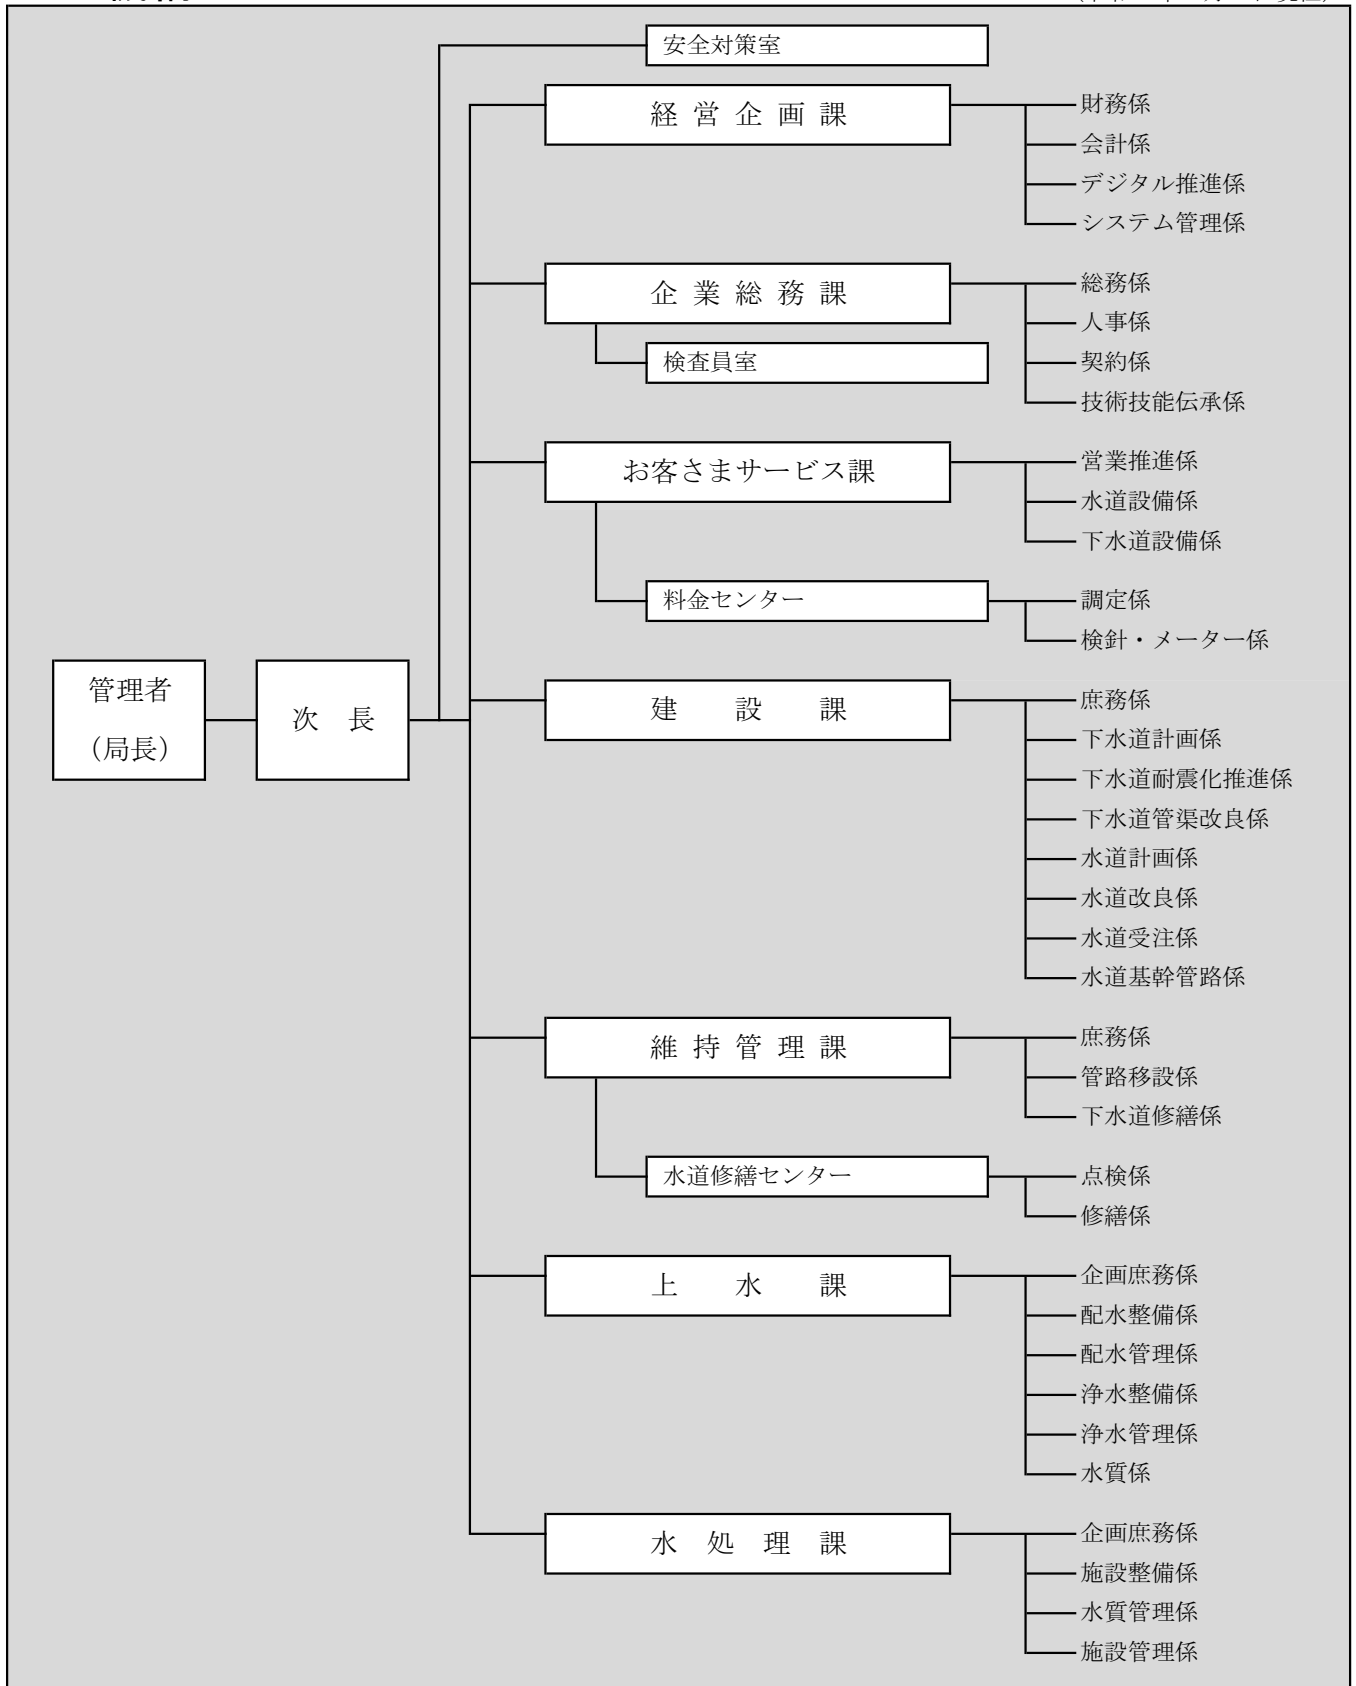 安全対策室
経営企画課
財務係
会計係
デジタル推進係
システム管理係
企業総務課
総務係
人事係
検査員室
契約係
技術技能伝承係
お客さまサービス課
営業推進係
水道設備係
下水道設備係
料金センター
調定係
検針・メーター係
管理者
(局長)
次 長
建 設 課
庶務係
下水道計画係
下水道耐震化推進係
下水道管渠改良係
水道計画係
水道改良係
水道受注係
水道基幹管路係
維持管理課
庶務係
管路移設係
下水道修繕係
水道修繕センター
点検係
修繕係
上 水 課
企画庶務係
配水整備係
配水管理係
浄水整備係
浄水管理係
水質係
水処理課
企画庶務係
施設整備係
水質管理係
施設管理係